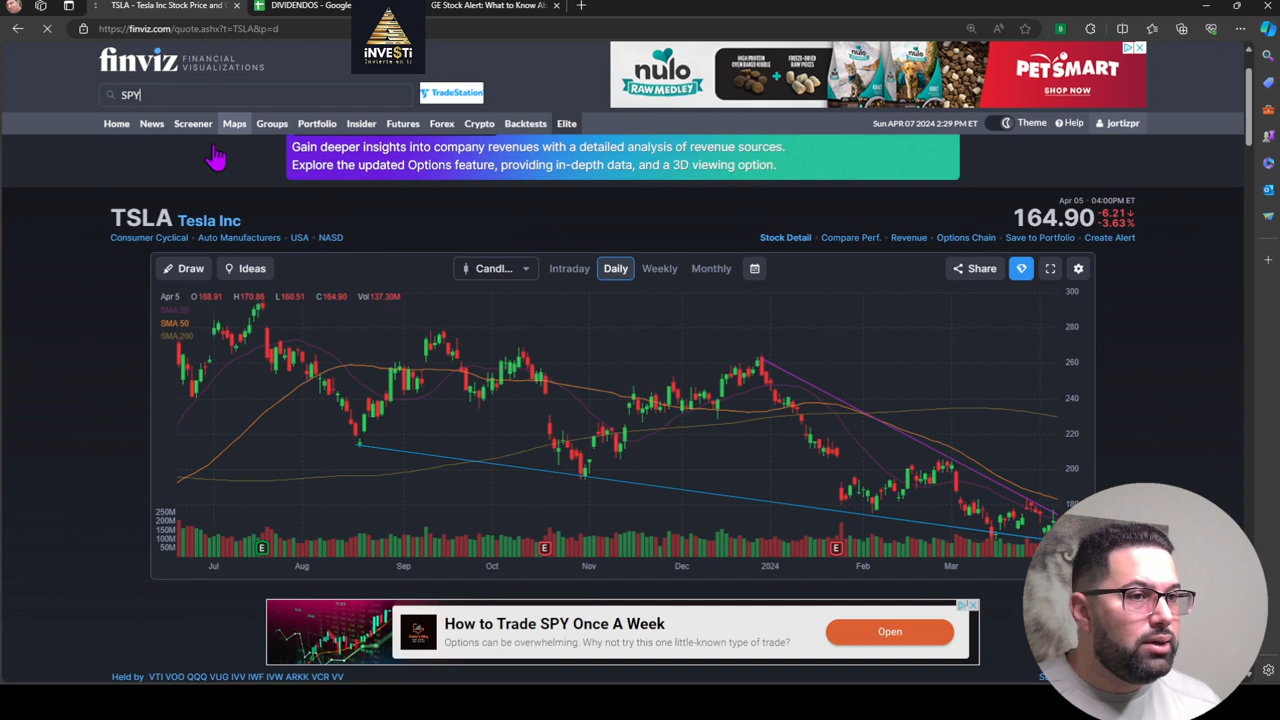 TSLA - Tesla Inc Stock Price and C
DIVIDENDOS - Google
GE Stock Alert: What to Know Ab
https://finviz.com/quote.ashx?t=TSLA&p=d
INVE$Ti
Invierte en ti
finviz FINANCIAL VISUALIZATIONS
SPY
TradeStation
nulo
RAW MEDLEY
PETSMART
SHOP NOW
Home News Screener Maps Groups Portfolio Insider Futures Forex Crypto Backtests Elite
Sun APR 07 2024 2:29 PM ET Theme Help jortizpr
Gain deeper insights into company revenues with a detailed analysis of revenue sources.
Explore the updated Options feature, providing in-depth data, and a 3D viewing option.
TSLA Tesla Inc
Consumer Cyclical · Auto Manufacturers · USA · NASD
Apr 05 · 04:00PM ET
164.90 -6.21 -3.63%
Stock Detail · Compare Perf. · Revenue · Options Chain · Save to Portfolio · Create Alert
Draw Ideas Candl... Intraday Daily Weekly Monthly Share
Apr 5 O 168.91 H 170.86 L 160.51 C 164.90 Vol 137.30M
SMA 20
SMA 50
SMA 200
300
280
260
240
220
200
250M
200M
150M
100M
50M
E E E
Jul Aug Sep Oct Nov Dec 2024 Feb Mar
How to Trade SPY Once A Week
Options can be overwhelming. Why not try this one little-known type of trade?
Open
Held by VTI VOO QQQ VUG IVV IWF IVW ARKK VCR VV